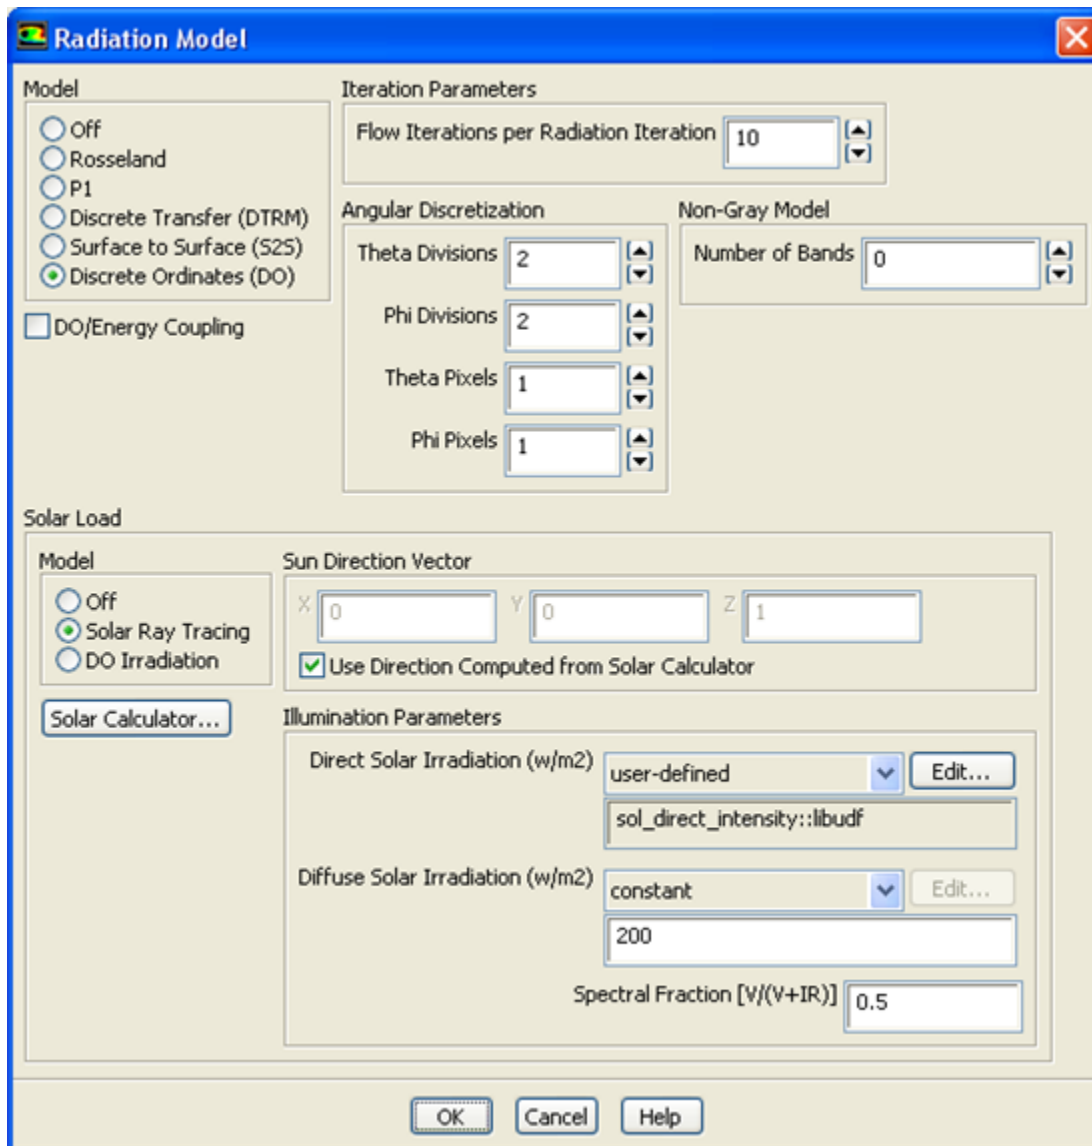 Radiation Model
Model
Off
Rosseland
P1
Discrete Transfer (DTRM)
Surface to Surface (S2S)
Discrete Ordinates (DO)
DO/Energy Coupling
Iteration Parameters
Flow Iterations per Radiation Iteration 10
Angular Discretization
Theta Divisions 2
Phi Divisions 2
Theta Pixels 1
Phi Pixels 1
Non-Gray Model
Number of Bands 0
Solar Load
Model
Off
Solar Ray Tracing
DO Irradiation
Solar Calculator...
Sun Direction Vector
X 0 Y 0 Z 1
Use Direction Computed from Solar Calculator
Illumination Parameters
Direct Solar Irradiation (w/m2) user-defined Edit...
sol_direct_intensity::libudf
Diffuse Solar Irradiation (w/m2) constant Edit...
200
Spectral Fraction [V/(V+IR)] 0.5
OK Cancel Help